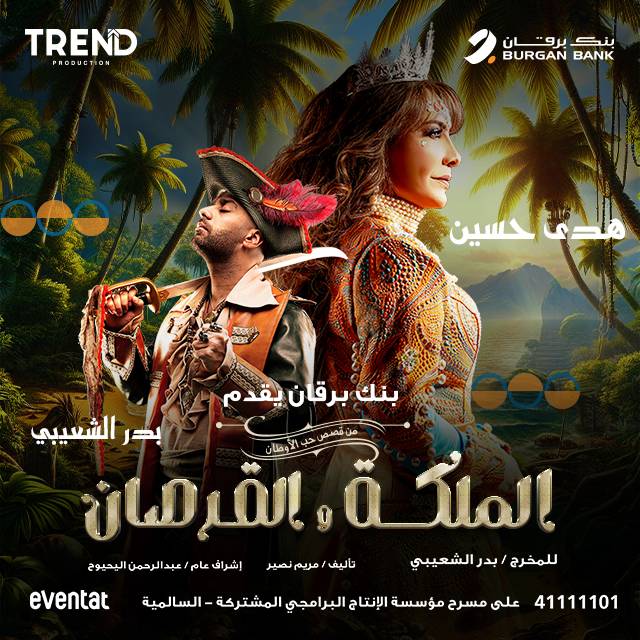 TREND
PRODUCTION
بنك برقان
BURGAN BANK
هدى حسين
بنك برقان يقدم
بدر الشعيبي
من قصص حب الأوطان
الملكة و القرصان
للمخرج / بدر الشعيبي
تأليف / مريم نصير
إشراف عام / عبدالرحمن اليحيوح
41111101 على مسرح مؤسسة الإنتاج البرامجي المشتركة - السالمية
eventat